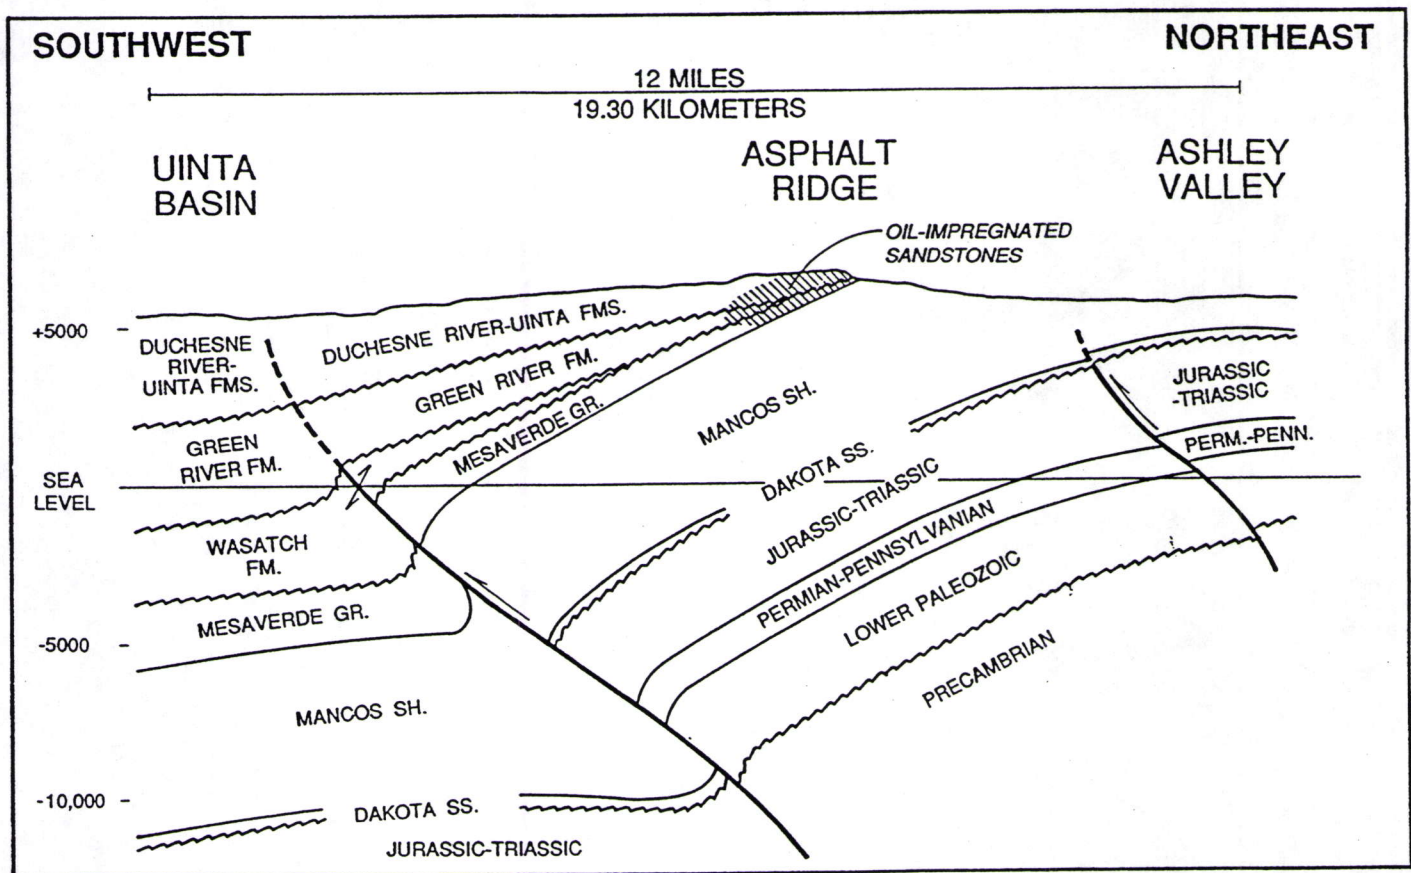 SOUTHWEST
NORTHEAST
12 MILES
19.30 KILOMETERS
UINTA
BASIN
ASPHALT
RIDGE
ASHLEY
VALLEY
OIL-IMPREGNATED
SANDSTONES
+5000
DUCHESNE
RIVER-
UINTA FMS.
DUCHESNE RIVER-UINTA FMS.
GREEN RIVER FM.
MESAVERDE GR.
MANCOS SH.
JURASSIC
-TRIASSIC
PERM.-PENN.
GREEN
RIVER FM.
SEA
LEVEL
DAKOTA SS.
JURASSIC-TRIASSIC
PERMIAN-PENNSYLVANIAN
LOWER PALEOZOIC
PRECAMBRIAN
WASATCH
FM.
MESAVERDE GR.
-5000
MANCOS SH.
-10,000
DAKOTA SS.
JURASSIC-TRIASSIC